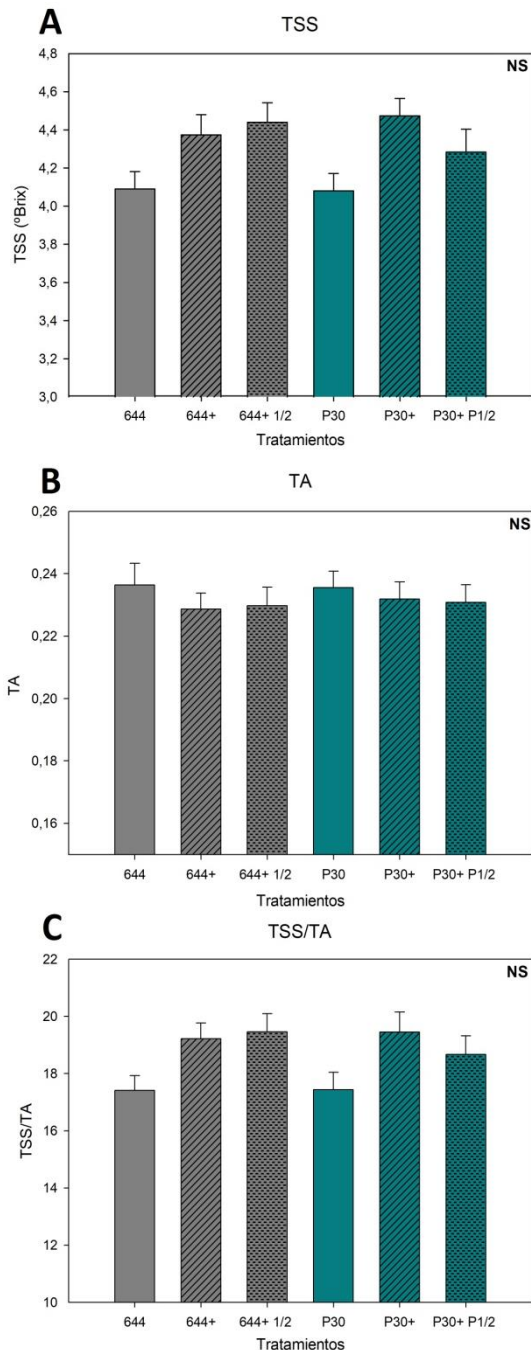 A
TSS
NS
TSS (ºBrix)
4,8
4,6
4,4
4,2
4,0
3,8
3,6
3,4
3,2
3,0
644 644+ 644+ 1/2 P30 P30+ P30+ P1/2
Tratamientos
B
TA
NS
TA
0,26
0,24
0,22
0,20
0,18
0,16
644 644+ 644+ 1/2 P30 P30+ P30+ P1/2
Tratamientos
C
TSS/TA
NS
TSS/TA
22
20
18
16
14
12
10
644 644+ 644+ 1/2 P30 P30+ P30+ P1/2
Tratamientos